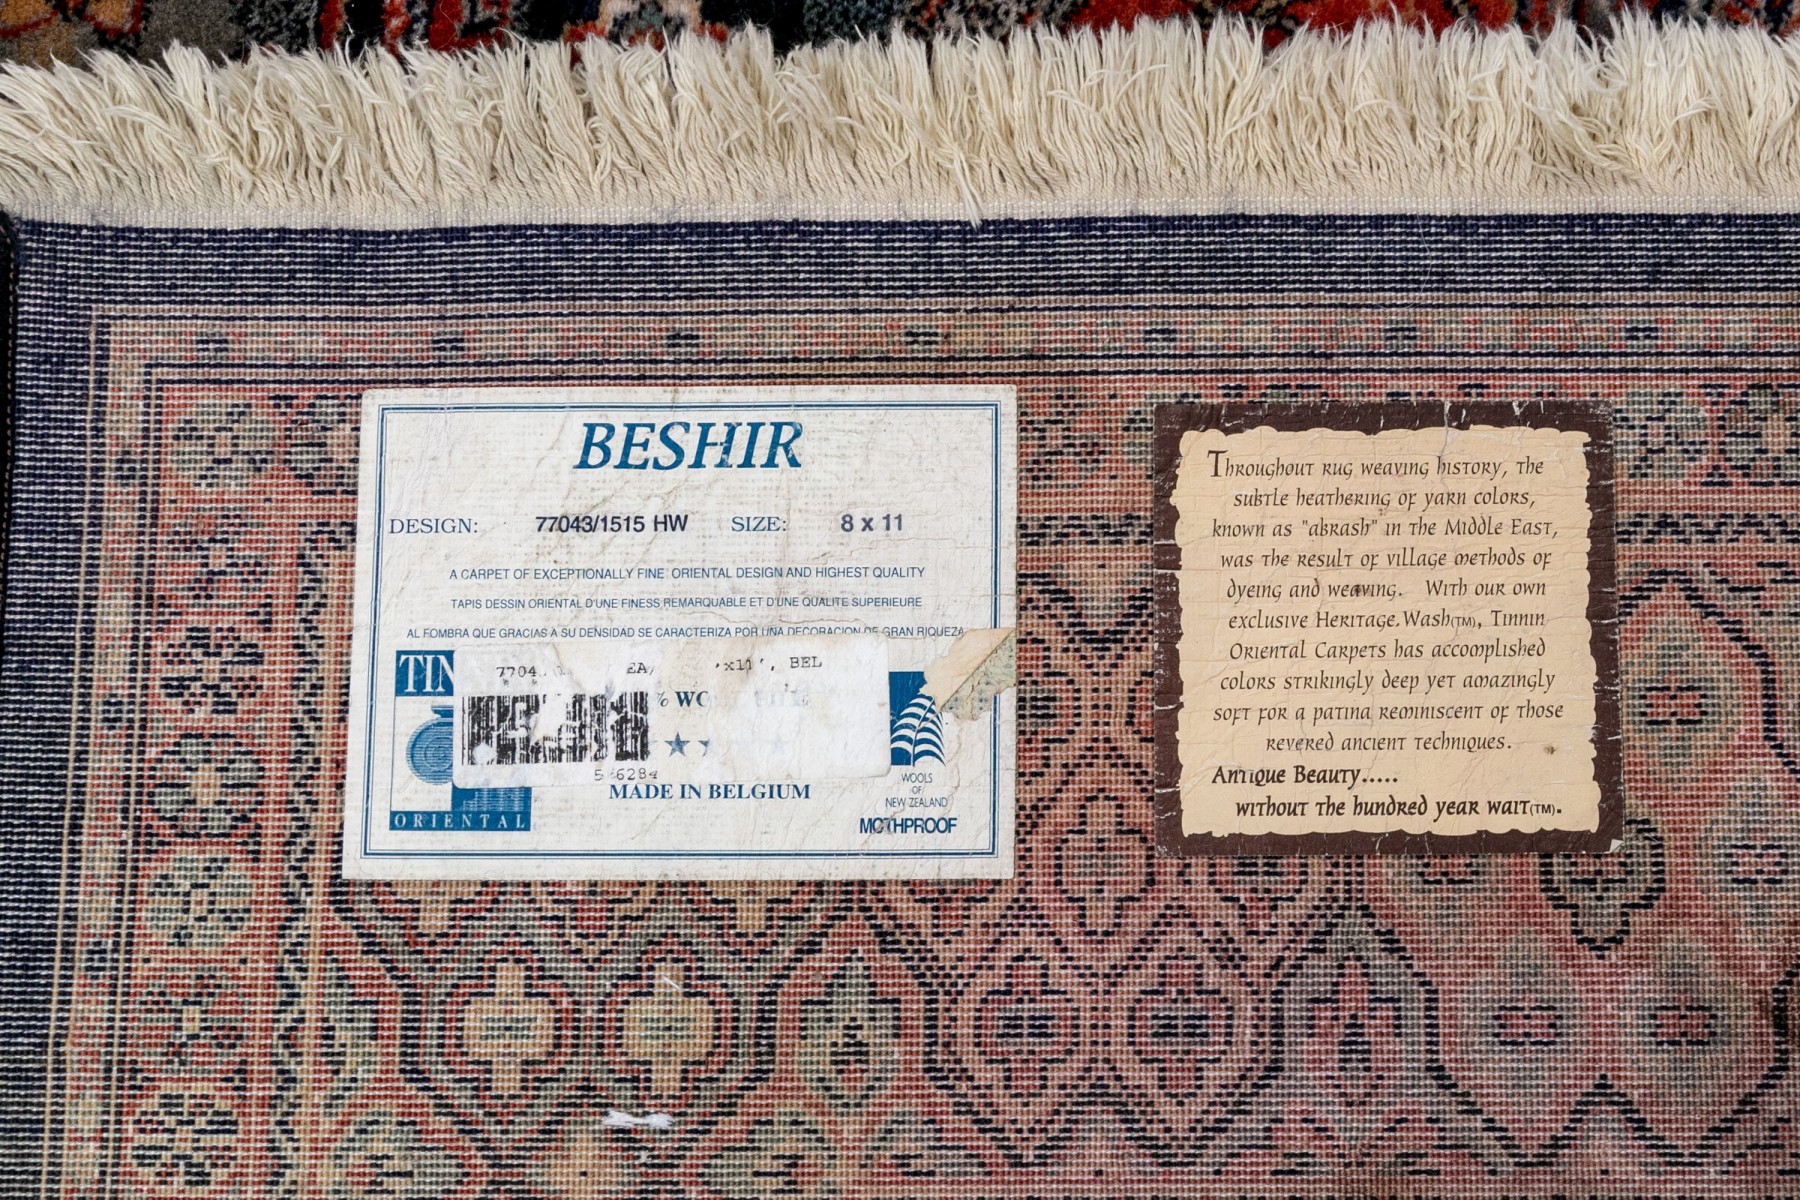 BESHIR
DESIGN: 77043/1515 HW SIZE: 8 x 11
A CARPET OF EXCEPTIONALLY FINE ORIENTAL DESIGN AND HIGHEST QUALITY
TAPIS DESSIN ORIENTAL D'UNE FINESS REMARQUABLE ET D'UNE QUALITE SUPERIEURE
AL FOMBRA QUE GRACIAS A SU DENSIDAD SE CARACTERIZA POR UNA DECORACION DE GRAN RIQUEZA
TIN
BEL
MADE IN BELGIUM
ORIENTAL
WOOLS
OF
NEW ZEALAND
MOTHPROOF
Throughout rug weaving history, the
subtle heathering of yarn colors,
known as "abrash" in the Middle East,
was the result of village methods of
dyeing and weaving. With our own
exclusive Heritage.Wash(TM), Tinnin
Oriental Carpets has accomplished
colors strikingly deep yet amazingly
soft for a patina reminiscent of those
revered ancient techniques.
Antique Beauty.....
without the hundred year wait(TM).